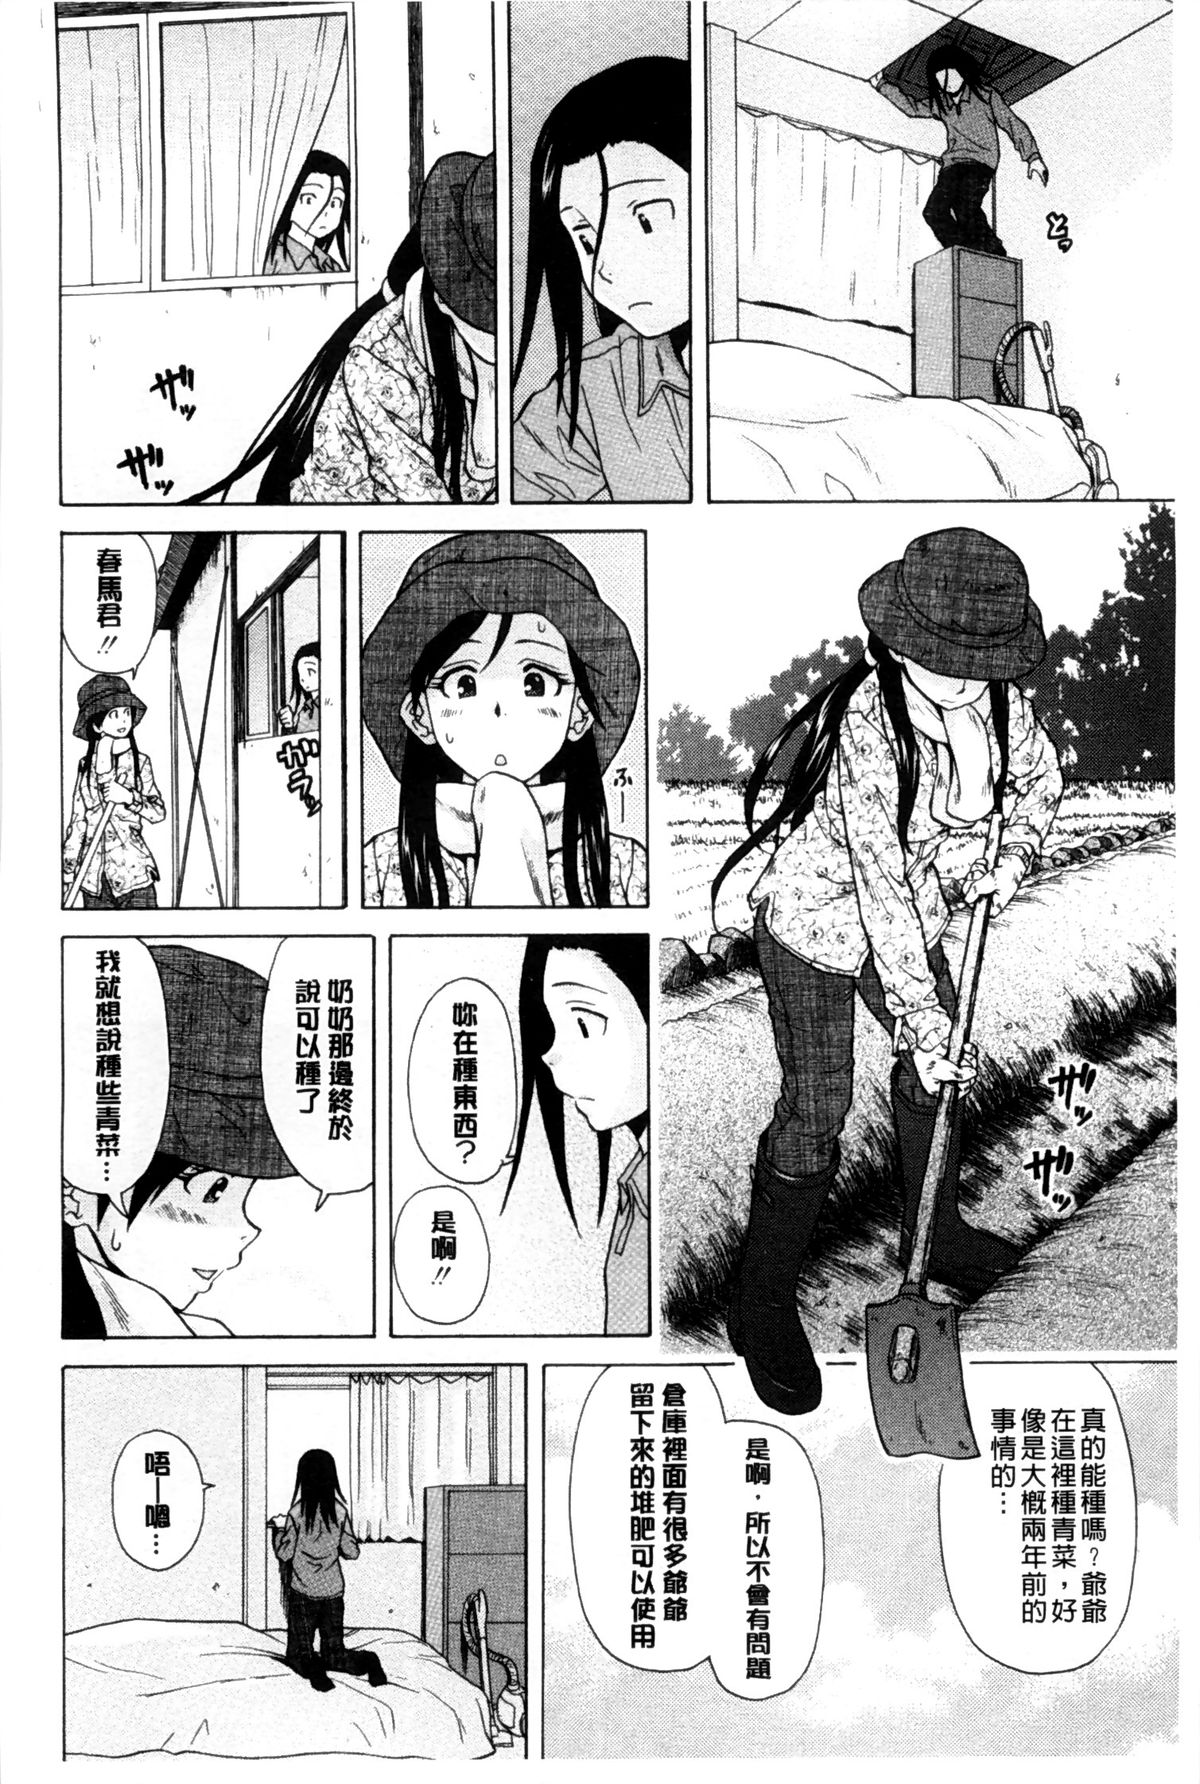 とっ
ザッ
ザッ
ザッ
ザッ
ふー
ガラッ
春馬君!!
妳在種東西?
是啊!!
奶奶那邊終於
說可以種了
我就想說種些青菜…
真的能種嗎?爺爺
在這裡種青菜,好
像是大概兩年前的
事情的…
是啊,所以不會有問題
倉庫裡面有很多爺爺
留下來的堆肥可以使用
唔—嗯…